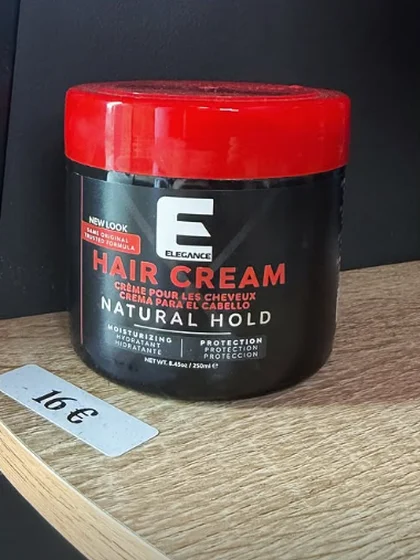 E
ELEGANCE
NEW LOOK
SAME ORIGINAL
TRUSTED FORMULA
HAIR CREAM
CRÈME POUR LES CHEVEUX
CREMA PARA EL CABELLO
NATURAL HOLD
MOISTURIZING
HYDRATANT
HIDRATANTE
PROTECTION
PROTECTION
PROTECCION
NET WT. 8.45oz / 250ml e
16 €